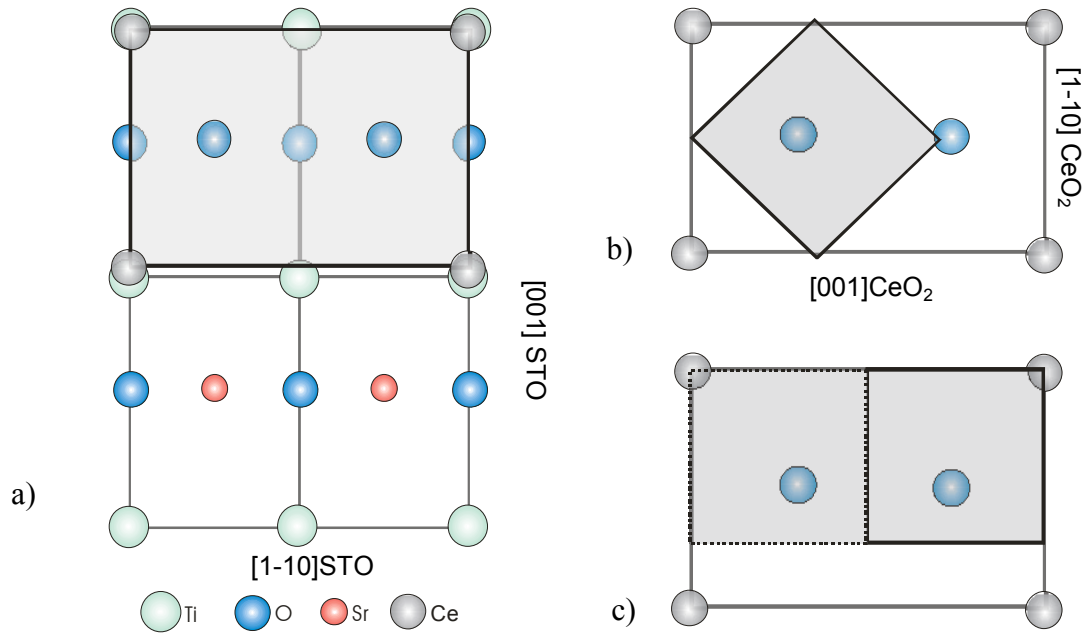 a)
[001] STO
[1-10]STO
Ti
O
Sr
Ce
b)
[1-10] CeO₂
[001]CeO₂
c)